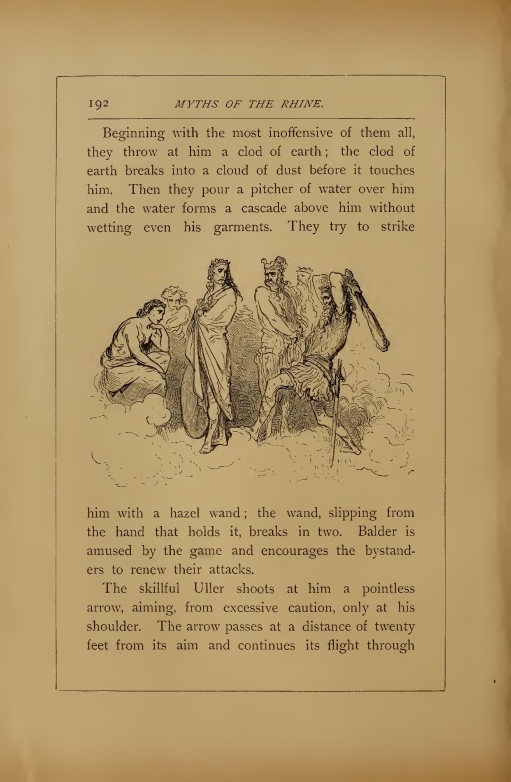 192 MYTHS OF THE RHINE.
Beginning with the most inoffensive of them all,
they throw at him a clod of earth; the clod of
earth breaks into a cloud of dust before it touches
him. Then they pour a pitcher of water over him
and the water forms a cascade above him without
wetting even his garments. They try to strike
him with a hazel wand; the wand, slipping from
the hand that holds it, breaks in two. Balder is
amused by the game and encourages the bystand-
ers to renew their attacks.
The skillful Uller shoots at him a pointless
arrow, aiming, from excessive caution, only at his
shoulder. The arrow passes at a distance of twenty
feet from its aim and continues its flight through